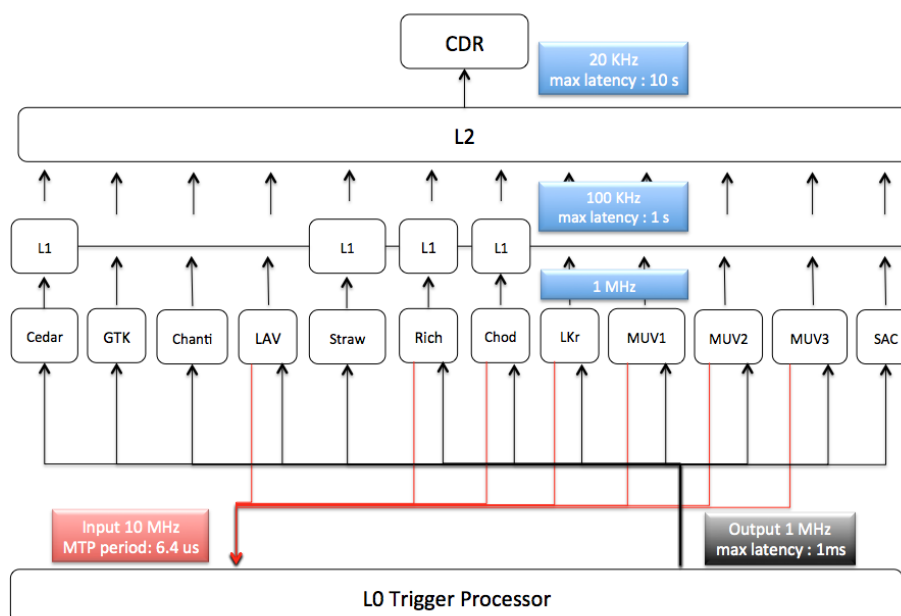 CDR
20 KHz
max latency : 10 s
L2
100 KHz
max latency : 1 s
L1
L1
L1
L1
1 MHz
Cedar
GTK
Chanti
LAV
Straw
Rich
Chod
LKr
MUV1
MUV2
MUV3
SAC
Input 10 MHz
MTP period: 6.4 us
Output 1 MHz
max latency : 1ms
L0 Trigger Processor